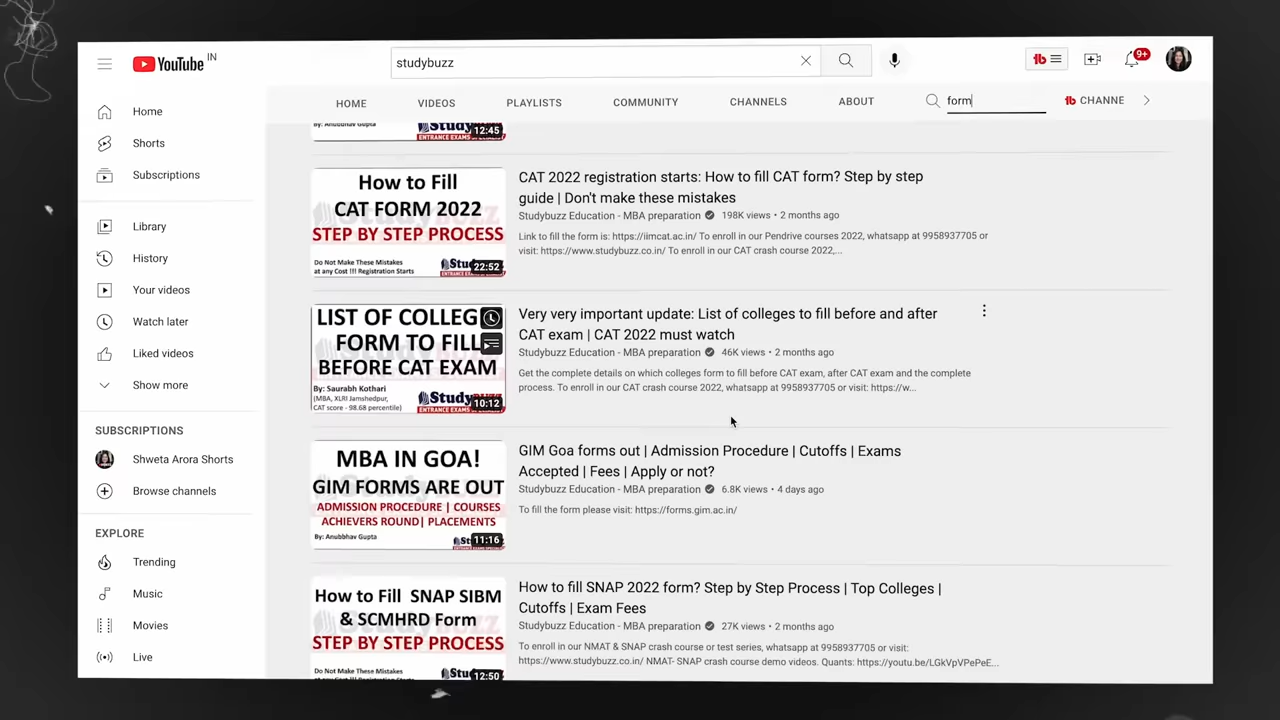 YouTube IN
studybuzz
9+
HOME
VIDEOS
PLAYLISTS
COMMUNITY
CHANNELS
ABOUT
form
CHANNE
Home
Shorts
Subscriptions
Library
History
Your videos
Watch later
Liked videos
Show more
SUBSCRIPTIONS
Shweta Arora Shorts
Browse channels
EXPLORE
Trending
Music
Movies
Live
By: Anubhav Gupta
Study
ENTRANCE EXAMS
12:45
How to Fill
CAT FORM 2022
STEP BY STEP PROCESS
Do Not Make These Mistakes
at any Cost !!! Registration Starts
22:52
CAT 2022 registration starts: How to fill CAT form? Step by step
guide | Don't make these mistakes
Studybuzz Education - MBA preparation 198K views • 2 months ago
Link to fill the form is: https://iimcat.ac.in/ To enroll in our Pendrive courses 2022, whatsapp at 9958937705 or
visit: https://www.studybuzz.co.in/ To enroll in our CAT crash course 2022,...
LIST OF COLLEG
FORM TO FILL
BEFORE CAT EXAM
By: Saurabh Kothari
(MBA, XLRI Jamshedpur,
CAT score - 98.68 percentile)
Study
ENTRANCE EXAMS
10:12
Very very important update: List of colleges to fill before and after
CAT exam | CAT 2022 must watch
Studybuzz Education - MBA preparation 46K views • 2 months ago
Get the complete details on which colleges form to fill before CAT exam, after CAT exam and the complete
process. To enroll in our CAT crash course 2022, whatsapp at 9958937705 or visit: https://w...
MBA IN GOA!
GIM FORMS ARE OUT
ADMISSION PROCEDURE | COURSES
ACHIEVERS ROUND| PLACEMENTS
By: Anubbhav Gupta
11:16
GIM Goa forms out | Admission Procedure | Cutoffs | Exams
Accepted | Fees | Apply or not?
Studybuzz Education - MBA preparation 6.8K views • 4 days ago
To fill the form please visit: https://forms.gim.ac.in/
How to Fill SNAP SIBM
& SCMHRD Form
STEP BY STEP PROCESS
Do Not Make These Mistakes
12:50
How to fill SNAP 2022 form? Step by Step Process | Top Colleges |
Cutoffs | Exam Fees
Studybuzz Education - MBA preparation 27K views • 2 months ago
To enroll in our NMAT & SNAP crash course or test series, whatsapp at 9958937705 or visit:
https://www.studybuzz.co.in/ NMAT- SNAP crash course demo videos. Quants: https://youtu.be/LGkVpVPePeE...